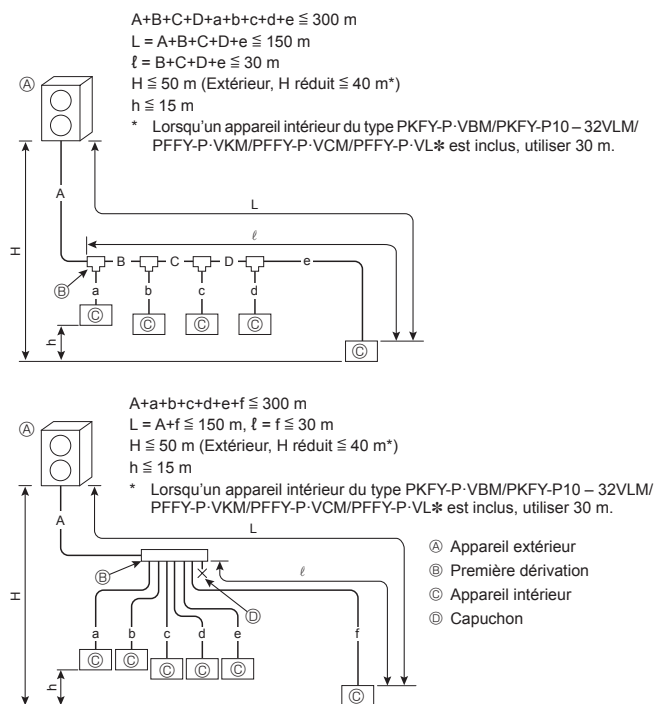 A+B+C+D+a+b+c+d+e ≦ 300 m
L = A+B+C+D+e ≦ 150 m
ℓ = B+C+D+e ≦ 30 m
H ≦ 50 m (Extérieur, H réduit ≦ 40 m*)
h ≦ 15 m
* Lorsqu'un appareil intérieur du type PKFY-P·VBM/PKFY-P10 – 32VLM/
PFFY-P·VKM/PFFY-P·VCM/PFFY-P·VL✽ est inclus, utiliser 30 m.
Ⓐ
A
L
H
ℓ
B C D e
Ⓑ
a b c d
Ⓒ Ⓒ Ⓒ Ⓒ
h
Ⓒ
A+a+b+c+d+e+f ≦ 300 m
L = A+f ≦ 150 m, ℓ = f ≦ 30 m
H ≦ 50 m (Extérieur, H réduit ≦ 40 m*)
h ≦ 15 m
* Lorsqu'un appareil intérieur du type PKFY-P·VBM/PKFY-P10 – 32VLM/
PFFY-P·VKM/PFFY-P·VCM/PFFY-P·VL✽ est inclus, utiliser 30 m.
Ⓐ
A
L
H
Ⓑ
ℓ
Ⓓ
a b c d e f
Ⓒ Ⓒ Ⓒ Ⓒ Ⓒ
h
Ⓒ
Ⓐ Appareil extérieur
Ⓑ Première dérivation
Ⓒ Appareil intérieur
Ⓓ Capuchon